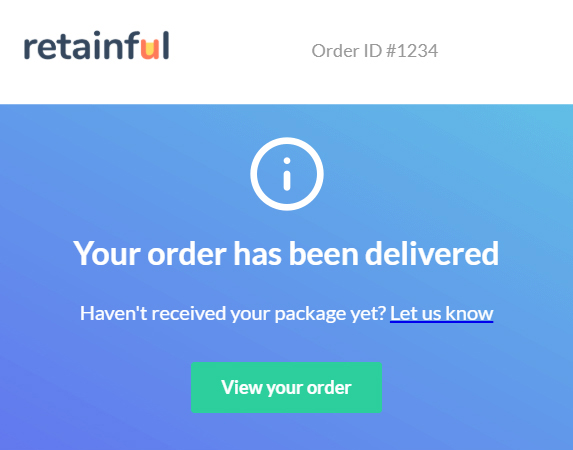 retainful
Order ID #1234
Your order has been delivered
Haven't received your package yet? Let us know
View your order